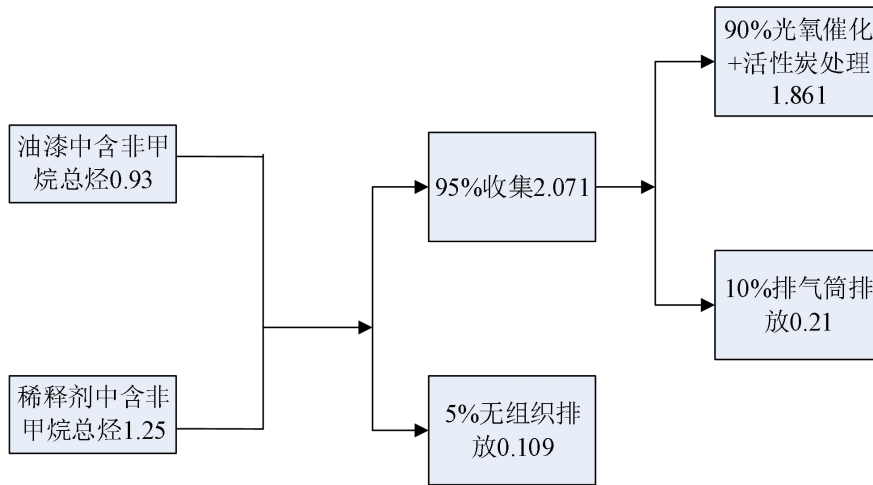 油漆中含非甲
烷总烃0.93
稀释剂中含非
甲烷总烃1.25
95%收集2.071
5%无组织排
放0.109
90%光氧催化
+活性炭处理
1.861
10%排气筒排
放0.21